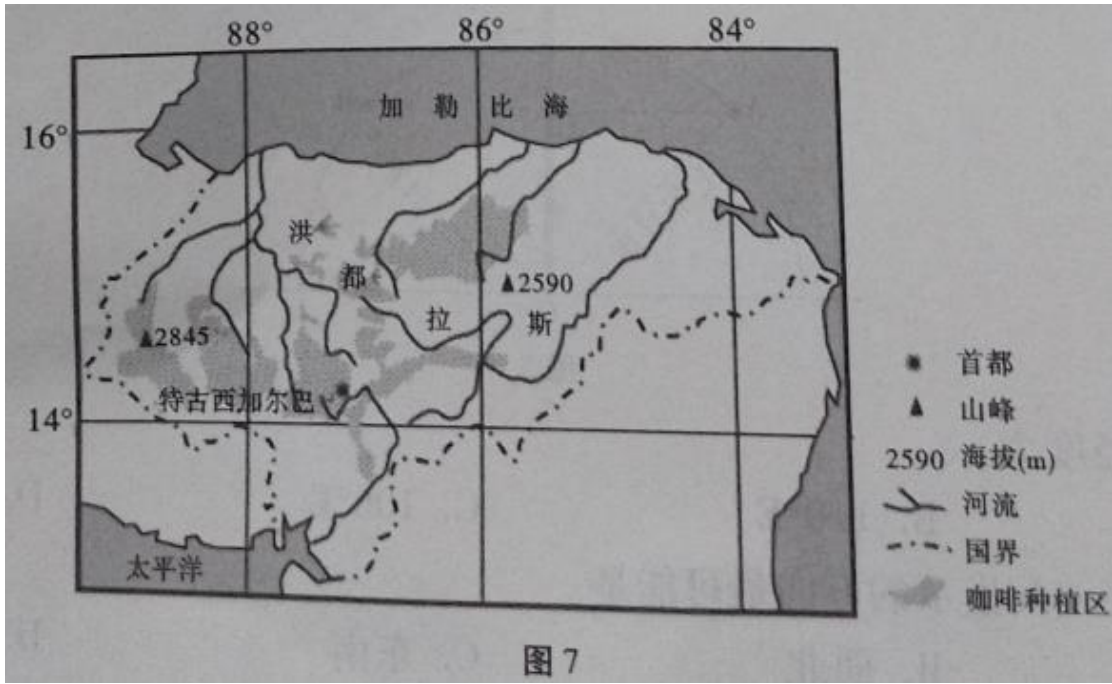 88° 86° 84°
加勒比海
16°
洪
都
2590
拉
斯
2845
特古西加尔巴
14°
太平洋
首都
山峰
2590 海拔(m)
河流
国界
咖啡种植区
图7